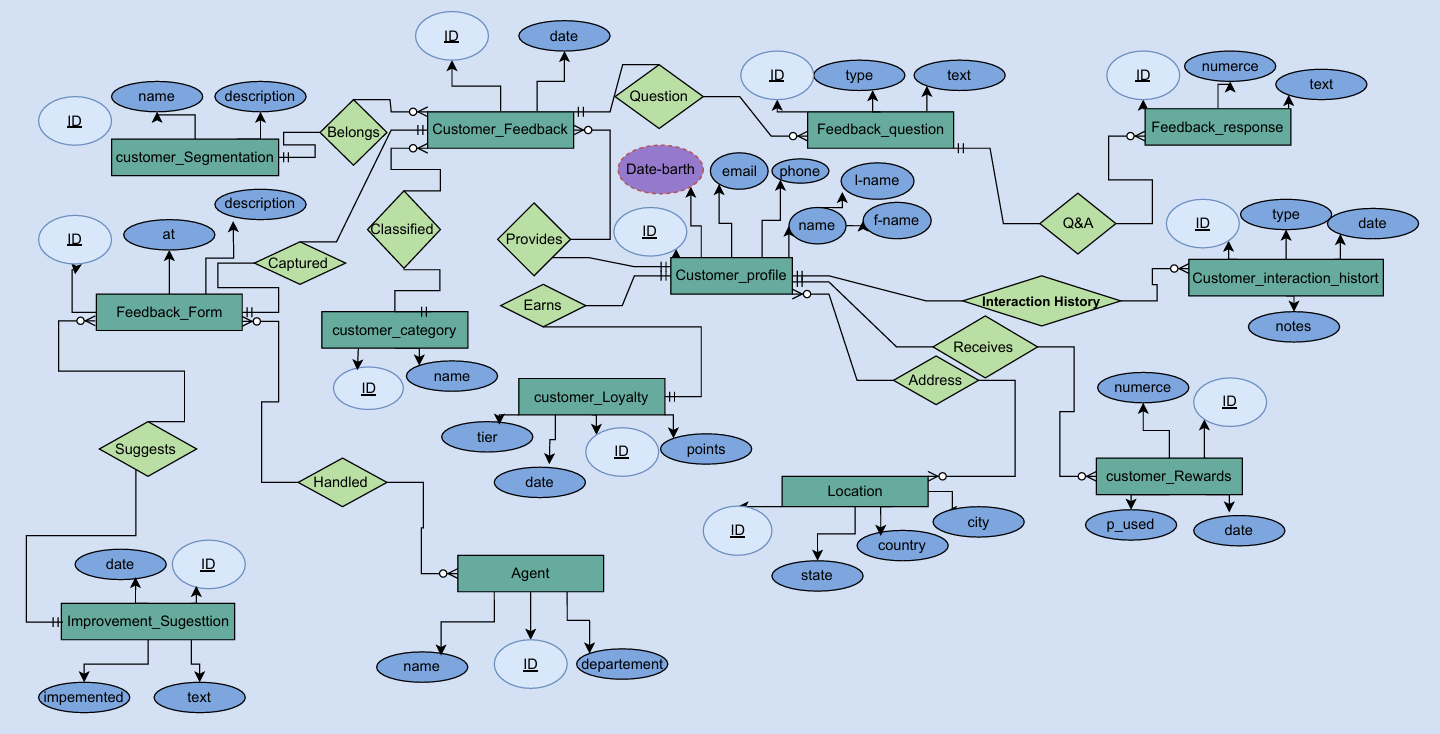 ID
date
ID
type
text
ID
numerce
text
name
description
ID
Belongs
Customer_Feedback
Question
Feedback_question
Feedback_response
customer_Segmentation
Date-barth
email
phone
l-name
f-name
name
ID
description
ID
at
Captured
Classified
Provides
Q&A
ID
type
date
Customer_profile
Customer_interaction_histort
Interaction History
notes
Feedback_Form
Earns
customer_category
ID
name
Receives
Address
customer_Loyalty
tier
date
ID
points
numerce
ID
customer_Rewards
p_used
date
Suggests
Handled
Location
ID
state
country
city
date
ID
Agent
Improvement_Sugesttion
name
ID
departement
impemented
text